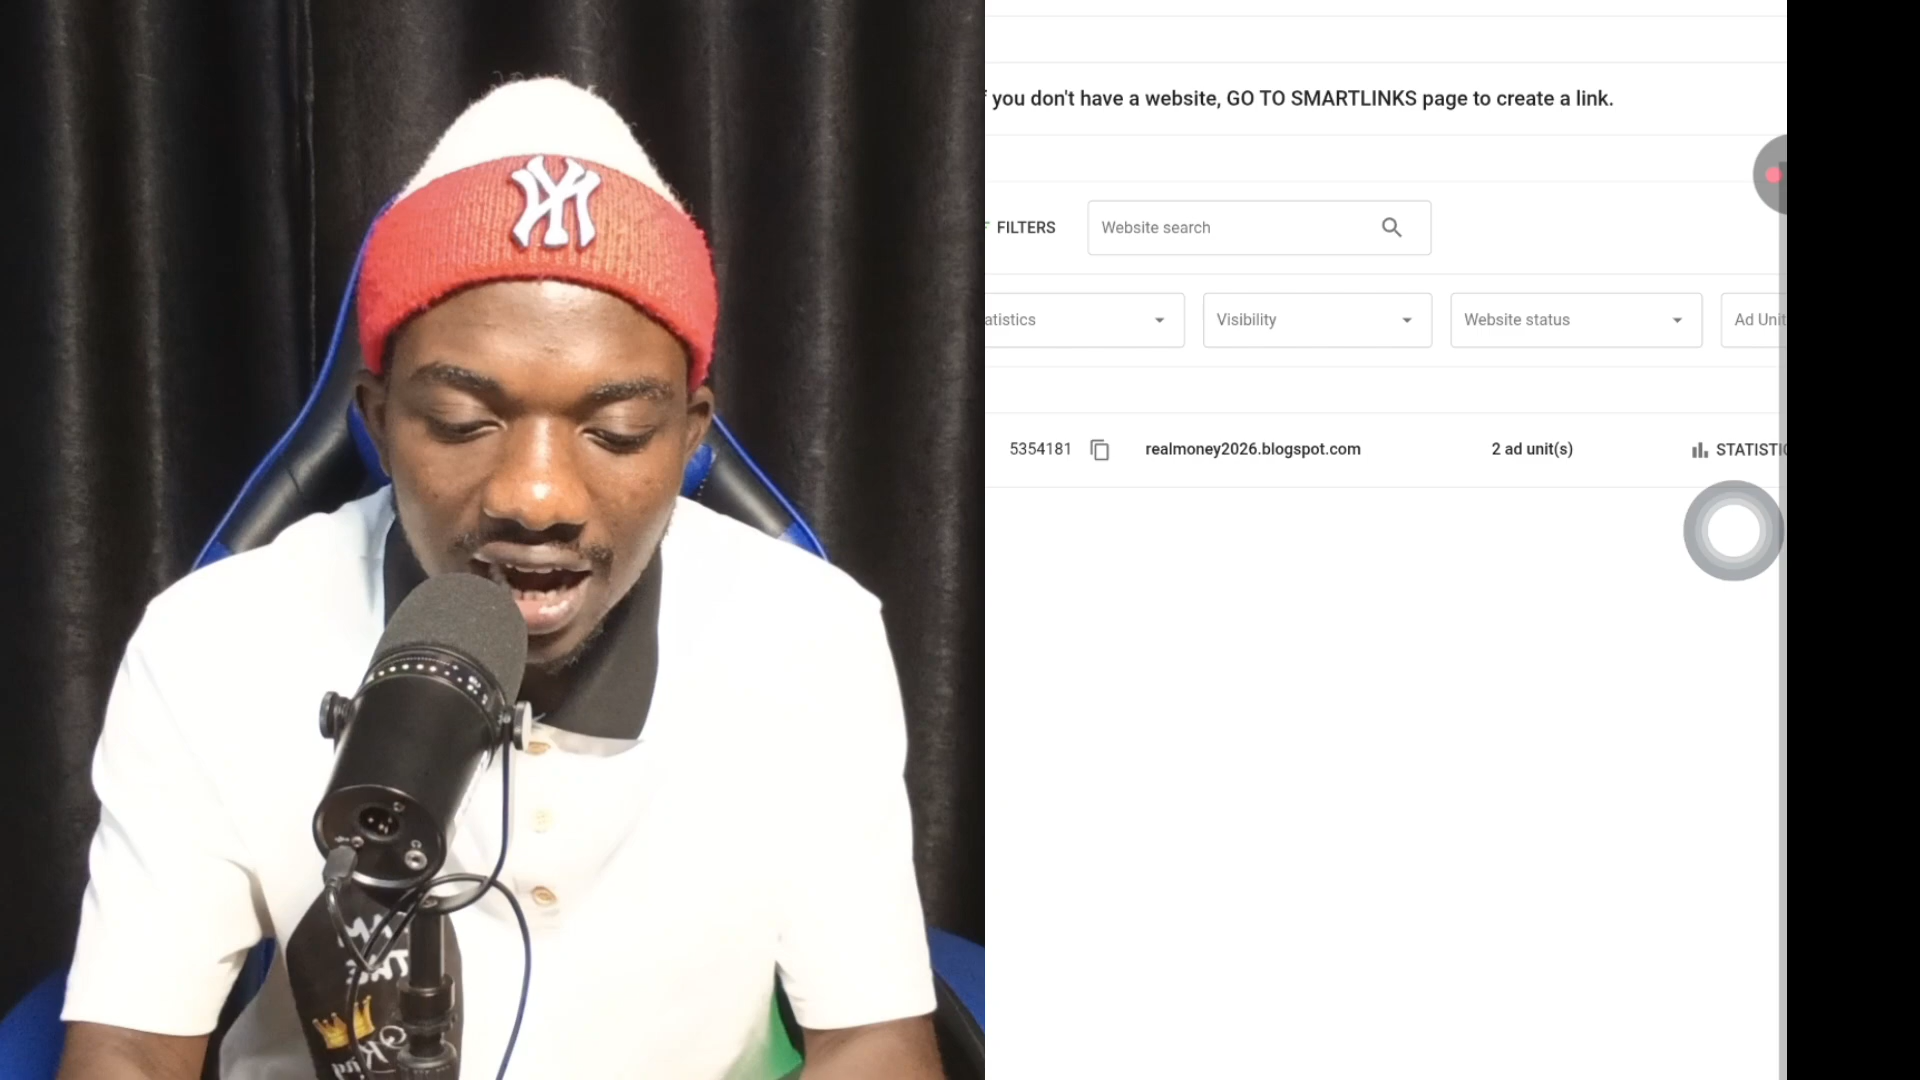 NY
f you don't have a website, GO TO SMARTLINKS page to create a link.
FILTERS
Website search
atistics
Visibility
Website status
Ad Unit
5354181
realmoney2026.blogspot.com
2 ad unit(s)
STATISTIC